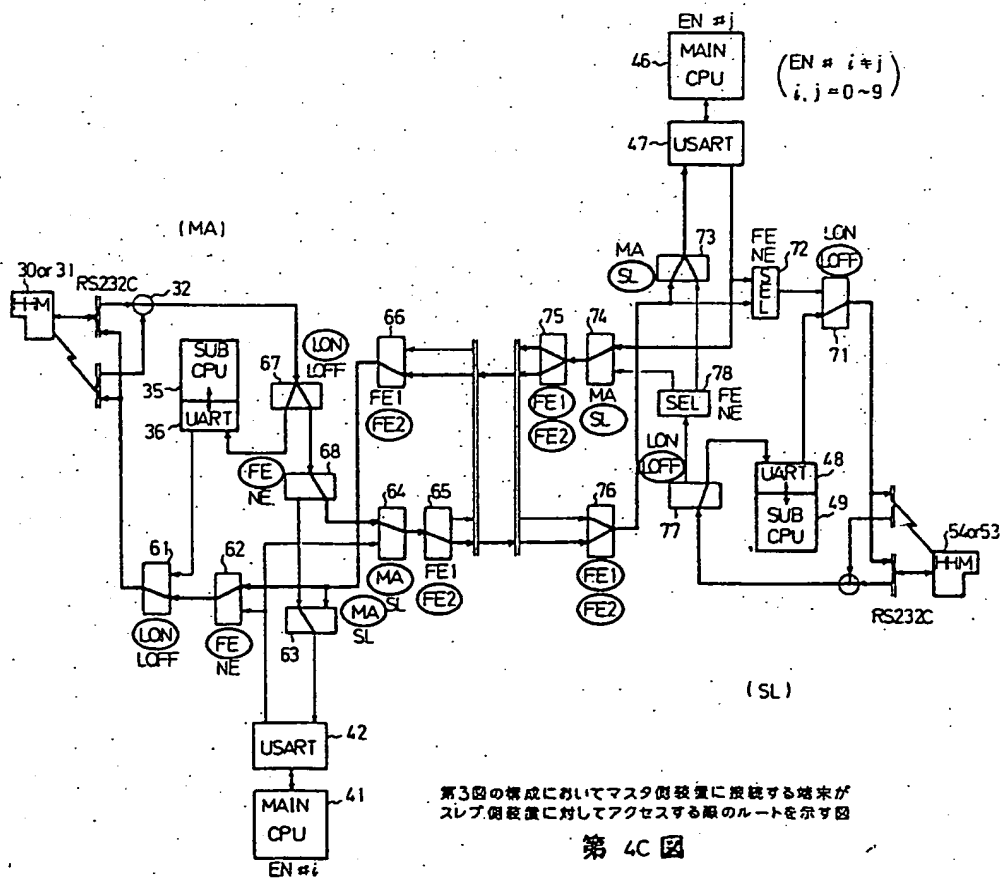 EN #j
46
MAIN
CPU
(EN # i ≠ j
i, j = 0~9)
47
USART
(MA)
30 or 31
HHM
RS232C
32
SUB
CPU
35
UART
36
67
LON
LOFF
66
FE1
FE2
75
FE1
FE2
74
MA
SL
MA
SL
73
FE
NE
72
SEL
LON
LOFF
71
78
SEL
FE
NE
LON
LOFF
77
UART
48
SUB
CPU
49
54 or 53
HHM
RS232C
FE
NE
68
64
MA
SL
65
FE1
FE2
76
FE1
FE2
61
LON
LOFF
62
FE
NE
63
MA
SL
(SL)
USART
42
MAIN
CPU
41
EN #i
第3図の構成においてマスタ側装置に接続する端末が
スレブ側装置に対してアクセスする際のルートを示す図
第 4C 図